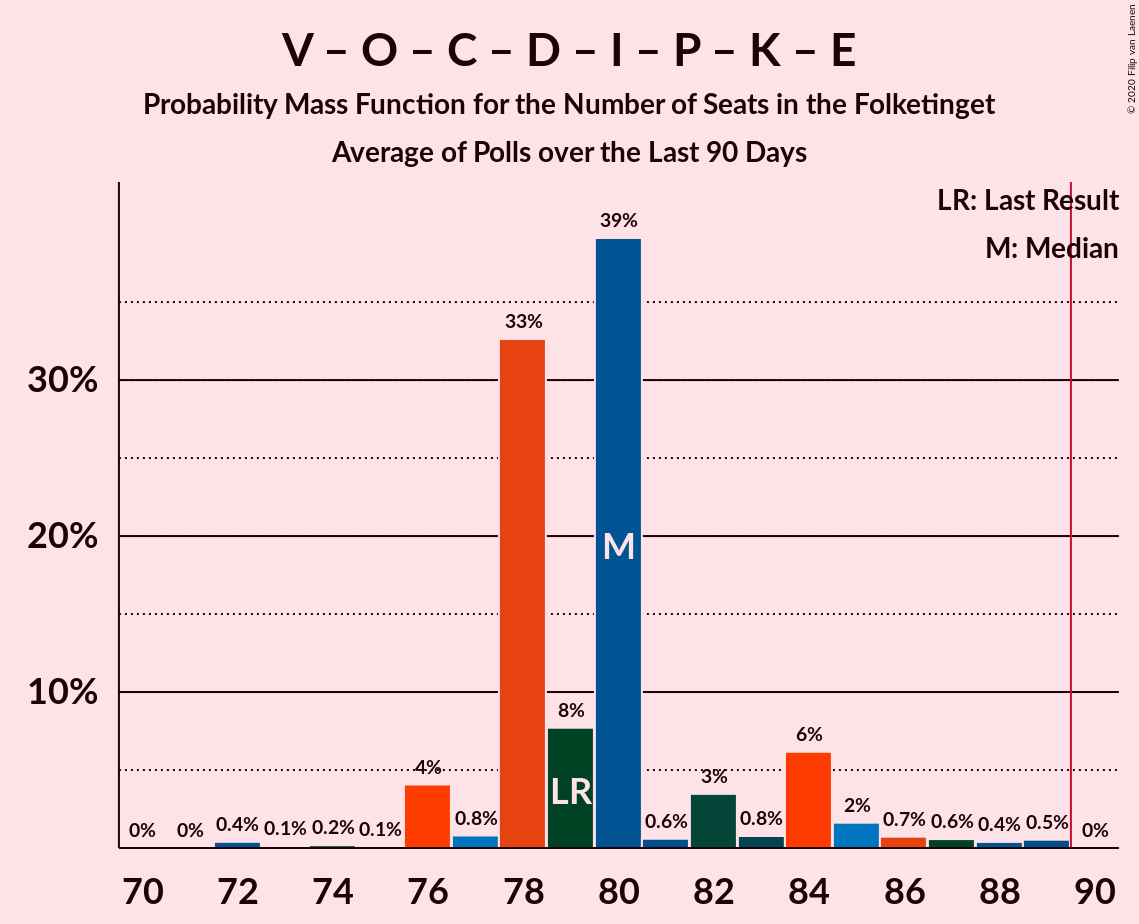 V – O – C – D – I – P – K – E
Probability Mass Function for the Number of Seats in the Folketinget
Average of Polls over the Last 90 Days
© 2020 Filip van Laenen
LR: Last Result
M: Median
30%
20%
10%
0%
0%
0.4%
0.1%
0.2%
0.1%
4%
0.8%
33%
8%
39%
0.6%
3%
0.8%
6%
2%
0.7%
0.6%
0.4%
0.5%
0%
LR
M
70 72 74 76 78 80 82 84 86 88 90